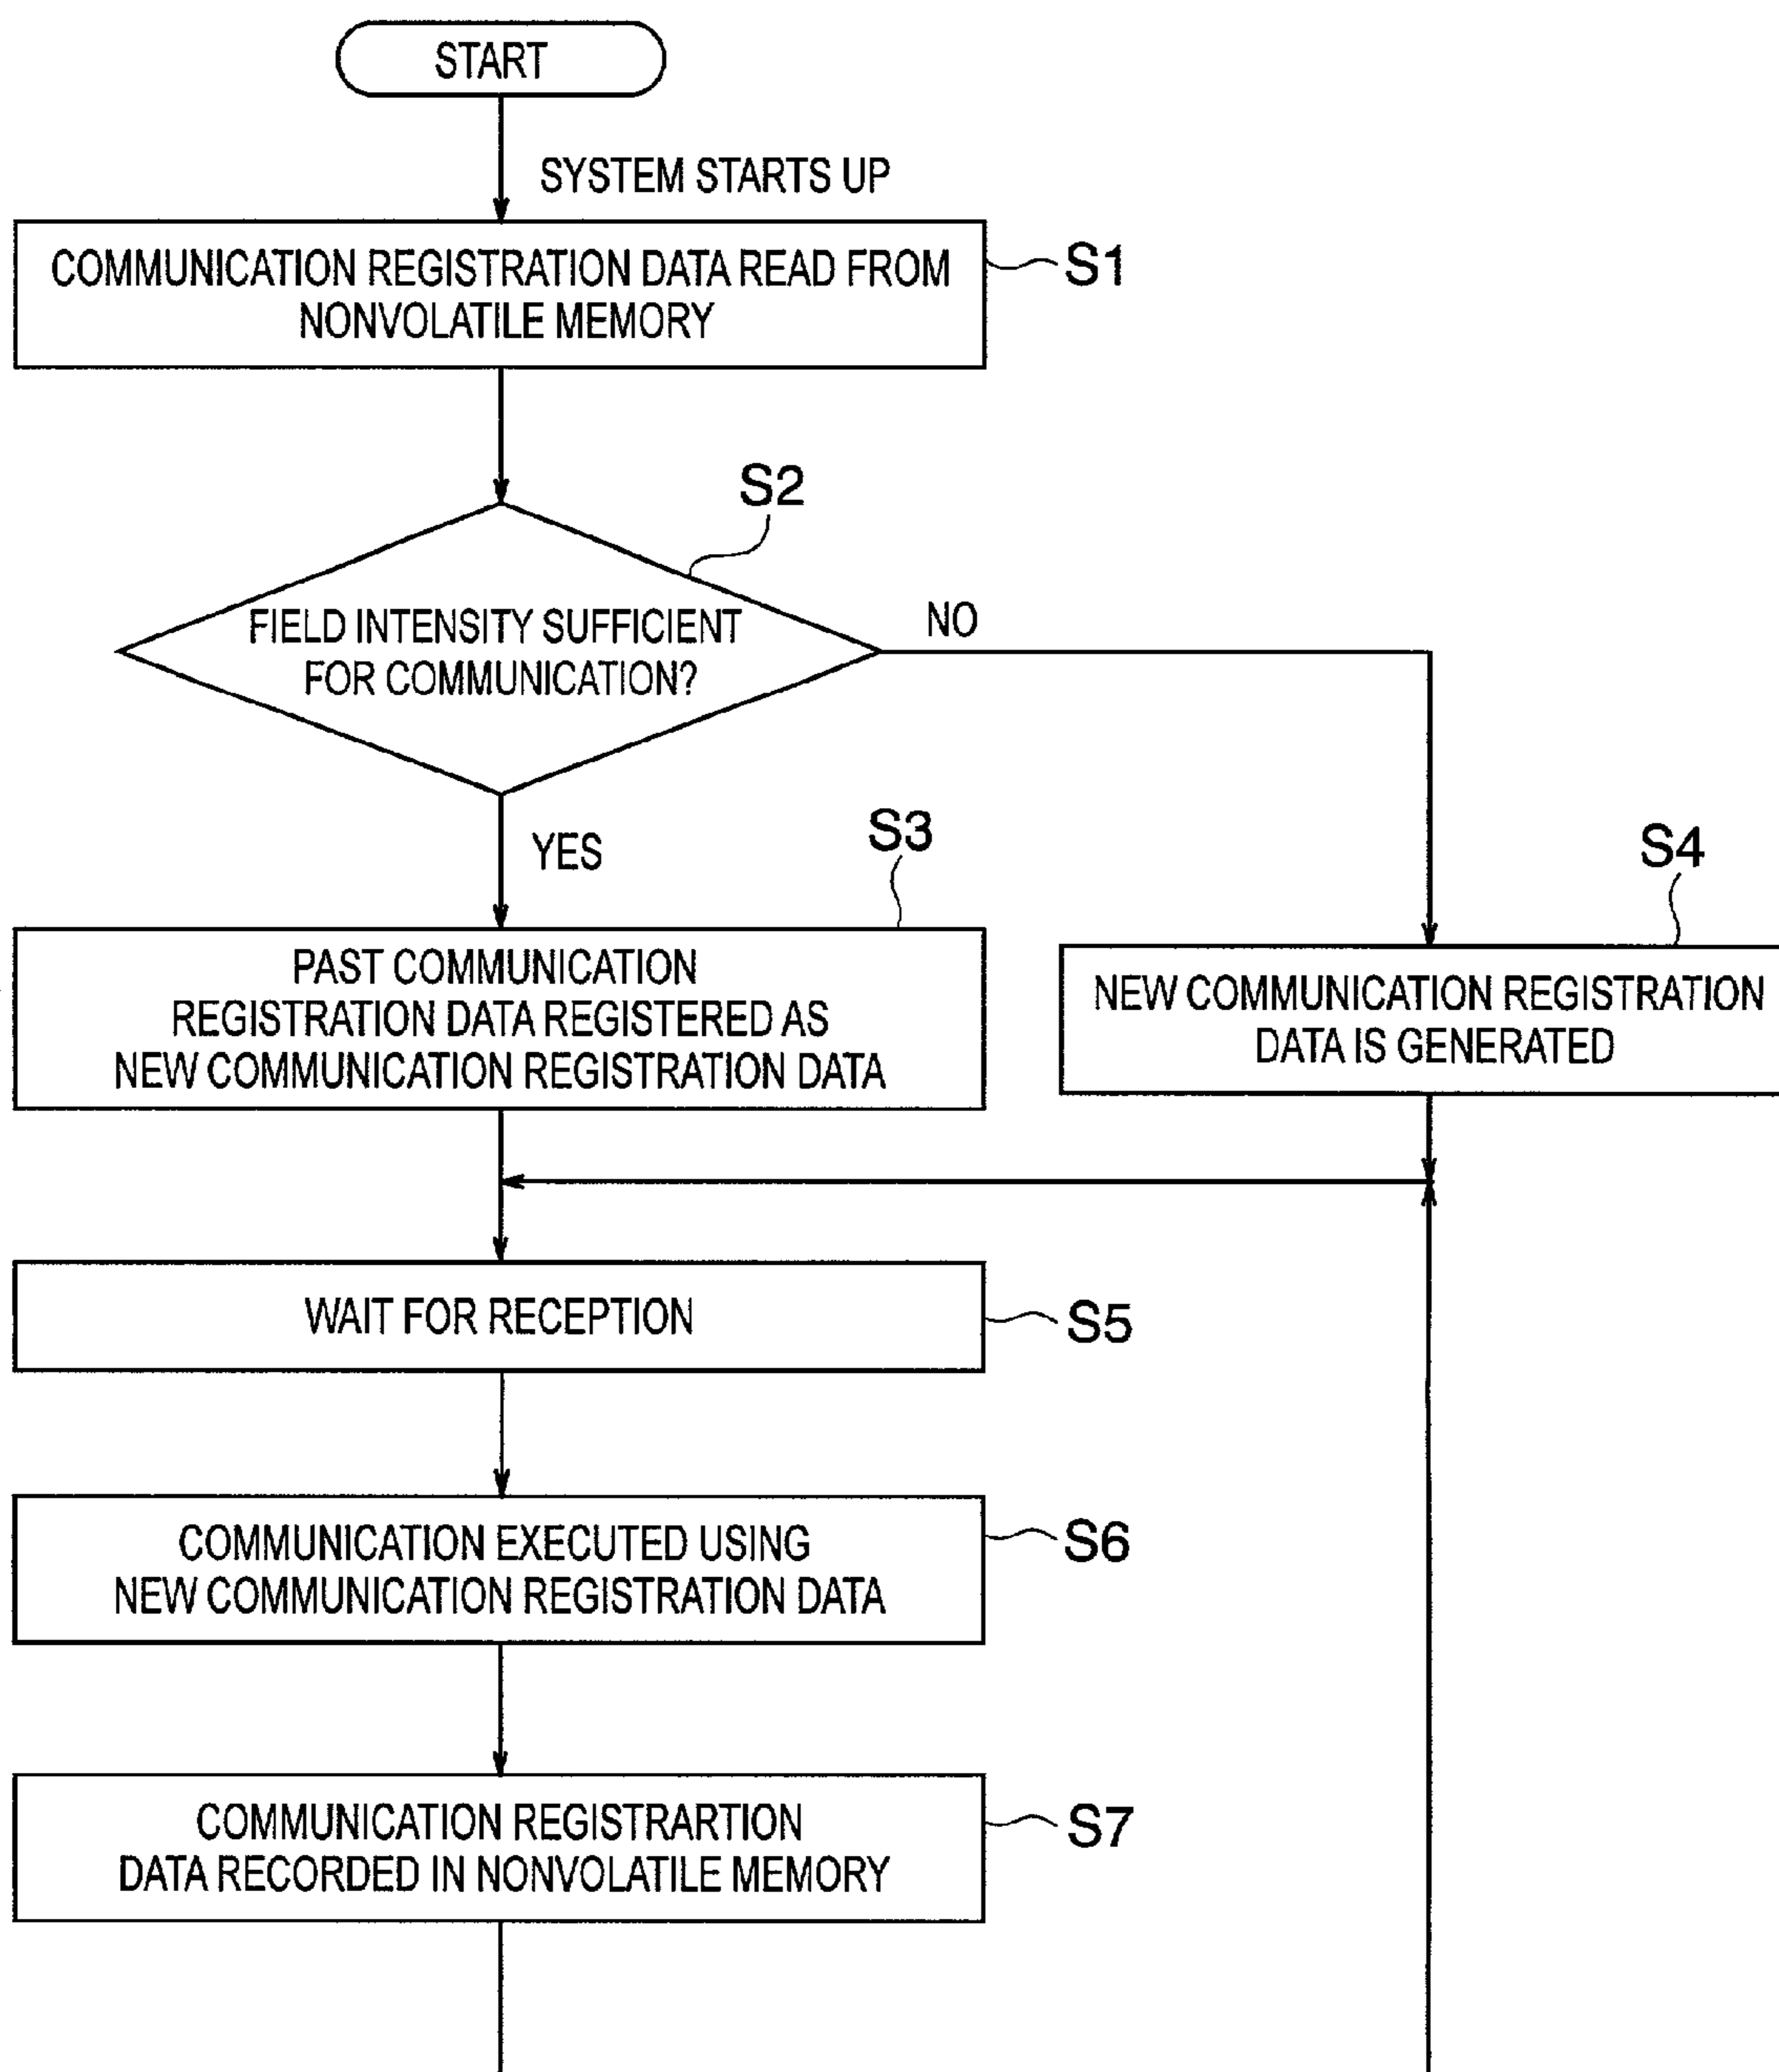 START
SYSTEM STARTS UP
COMMUNICATION REGISTRATION DATA READ FROM
NONVOLATILE MEMORY
S1
S2
FIELD INTENSITY SUFFICIENT
FOR COMMUNICATION?
NO
YES
S3
S4
PAST COMMUNICATION
REGISTRATION DATA REGISTERED AS
NEW COMMUNICATION REGISTRATION DATA
NEW COMMUNICATION REGISTRATION
DATA IS GENERATED
WAIT FOR RECEPTION
S5
COMMUNICATION EXECUTED USING
NEW COMMUNICATION REGISTRATION DATA
S6
COMMUNICATION REGISTRARTION
DATA RECORDED IN NONVOLATILE MEMORY
S7